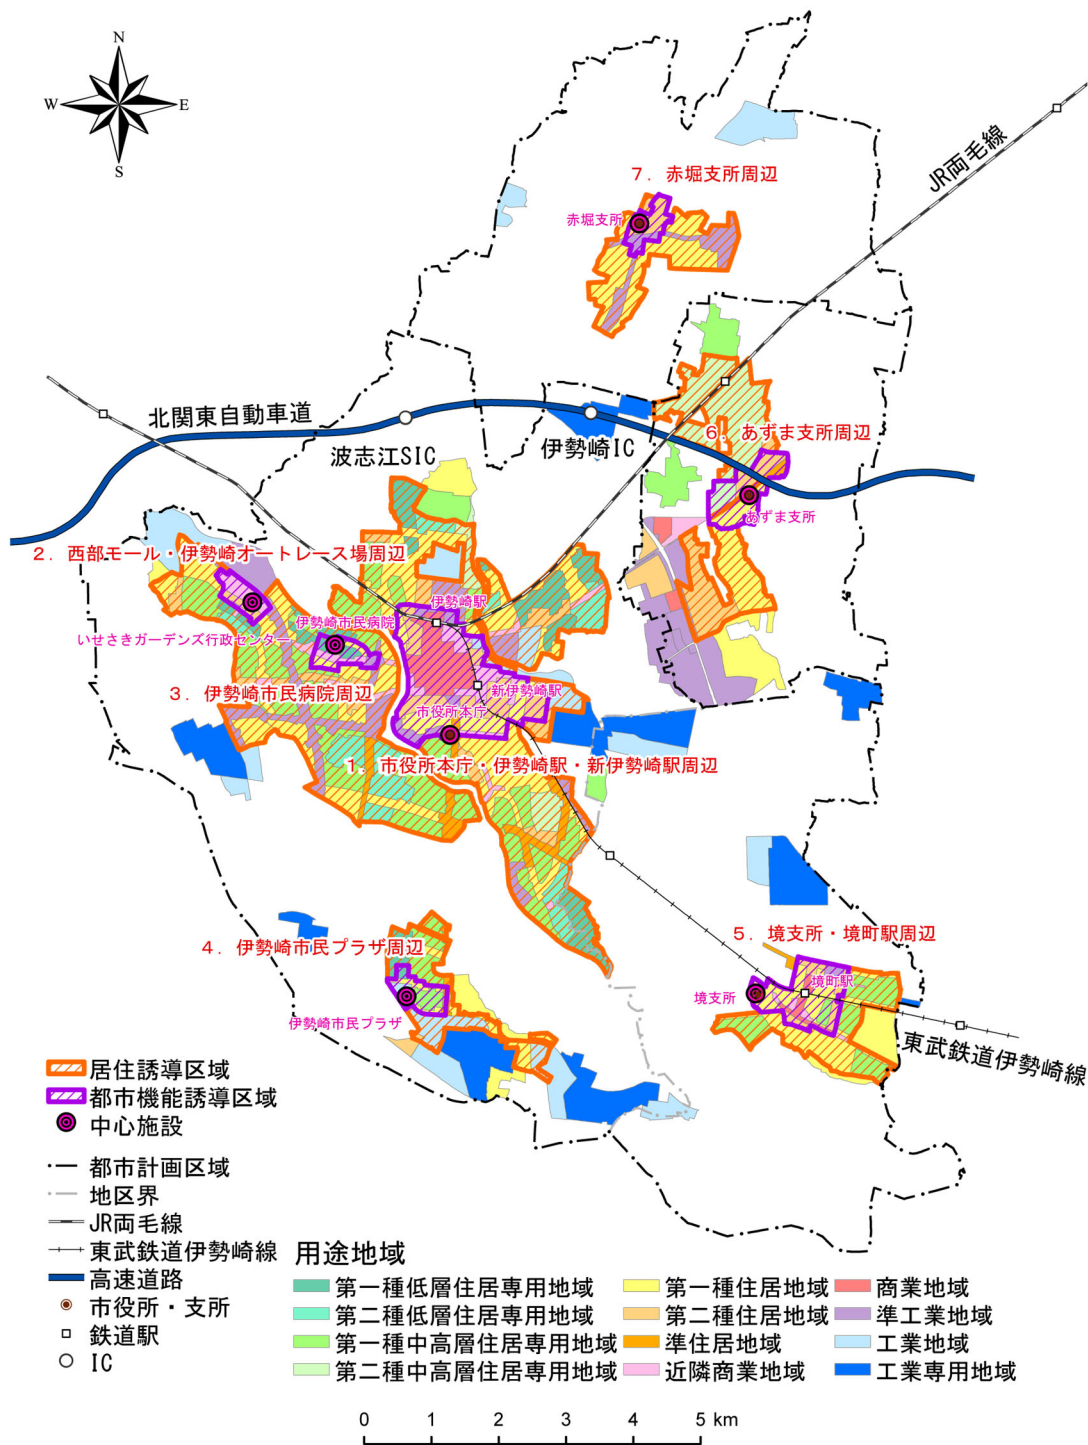 N
W
E
S
JR両毛線
7．赤堀支所周辺
赤堀支所
北関東自動車道
波志江SIC
伊勢崎IC
6．あずま支所周辺
あずま支所
2．西部モール・伊勢崎オートレース場周辺
いせさきガーデンズ行政センター
伊勢崎市民病院
伊勢崎駅
3．伊勢崎市民病院周辺
新伊勢崎駅
市役所本庁
1．市役所本庁・伊勢崎駅・新伊勢崎駅周辺
4．伊勢崎市民プラザ周辺
伊勢崎市民プラザ
5．境支所・境町駅周辺
境支所
境町駅
東武鉄道伊勢崎線
居住誘導区域
都市機能誘導区域
中心施設
都市計画区域
地区界
JR両毛線
東武鉄道伊勢崎線
高速道路
市役所・支所
鉄道駅
IC
用途地域
第一種低層住居専用地域
第二種低層住居専用地域
第一種中高層住居専用地域
第二種中高層住居専用地域
第一種住居地域
第二種住居地域
準住居地域
近隣商業地域
商業地域
準工業地域
工業地域
工業専用地域
0 1 2 3 4 5 km